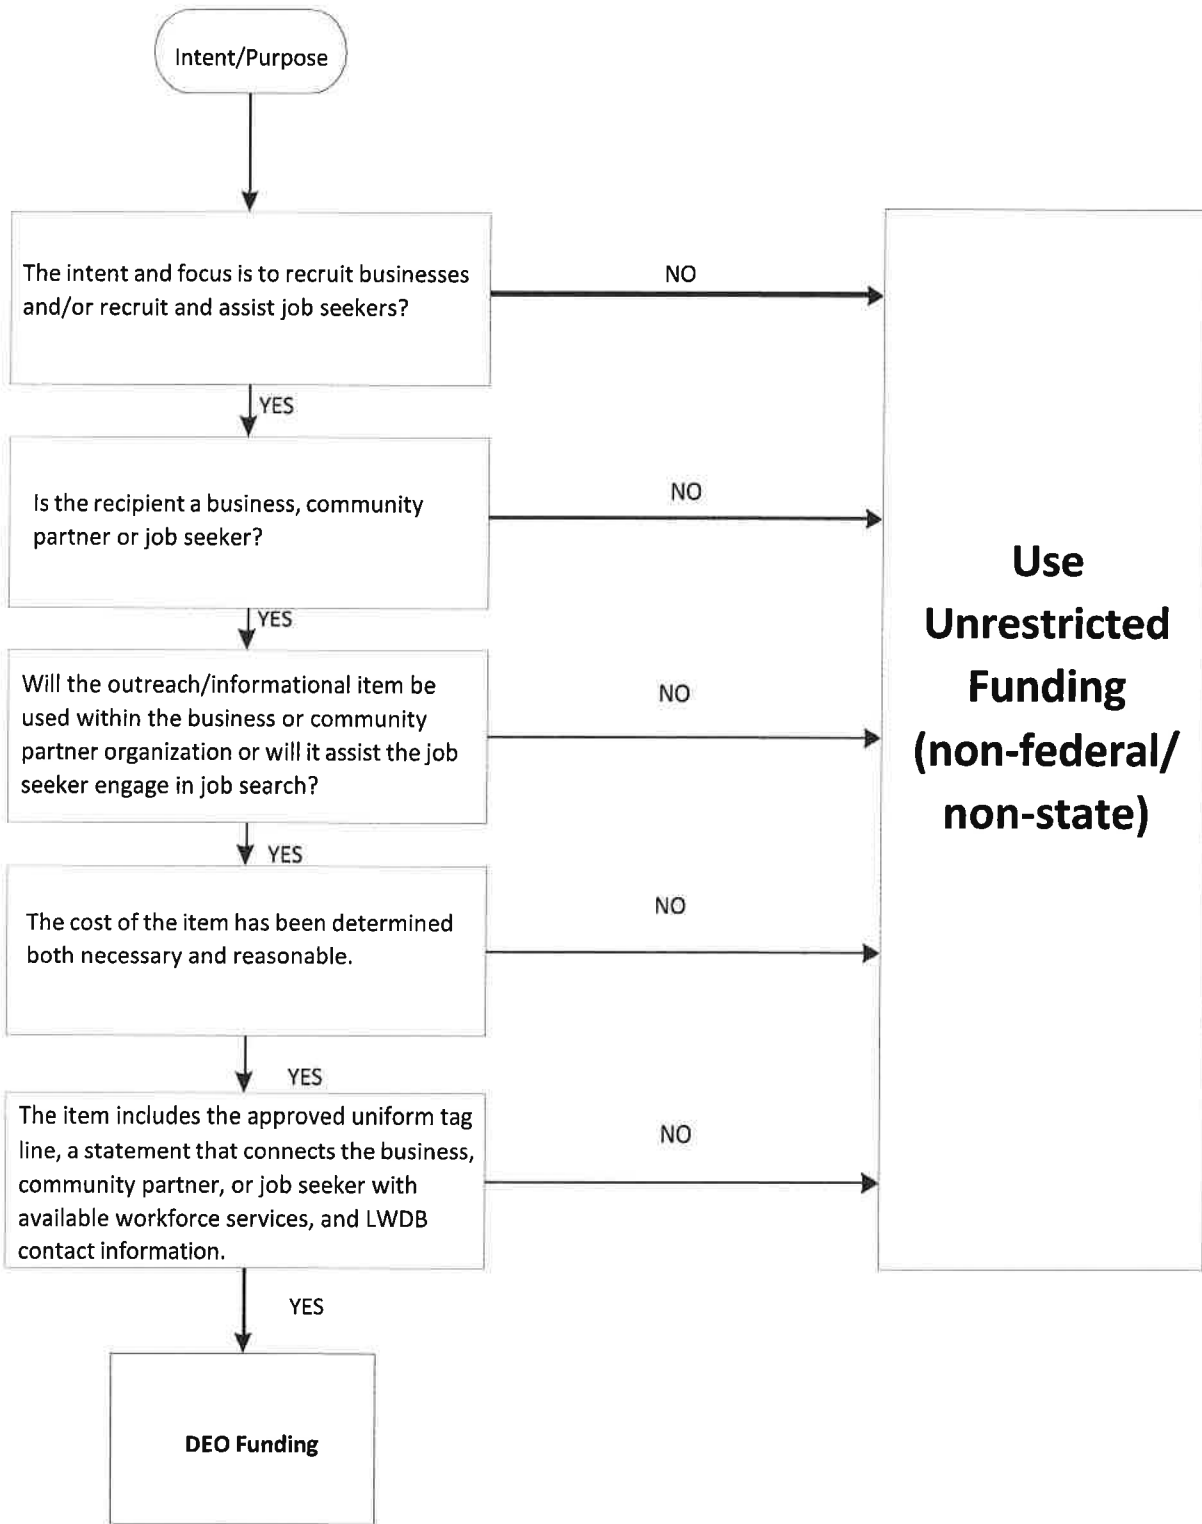 Intent/Purpose
The intent and focus is to recruit businesses
and/or recruit and assist job seekers?
NO
YES
Is the recipient a business, community
partner or job seeker?
NO
YES
Will the outreach/informational item be
used within the business or community
partner organization or will it assist the job
seeker engage in job search?
NO
YES
The cost of the item has been determined
both necessary and reasonable.
NO
YES
The item includes the approved uniform tag
line, a statement that connects the business,
community partner, or job seeker with
available workforce services, and LWDB
contact information.
NO
YES
DEO Funding
Use
Unrestricted
Funding
(non-federal/
non-state)